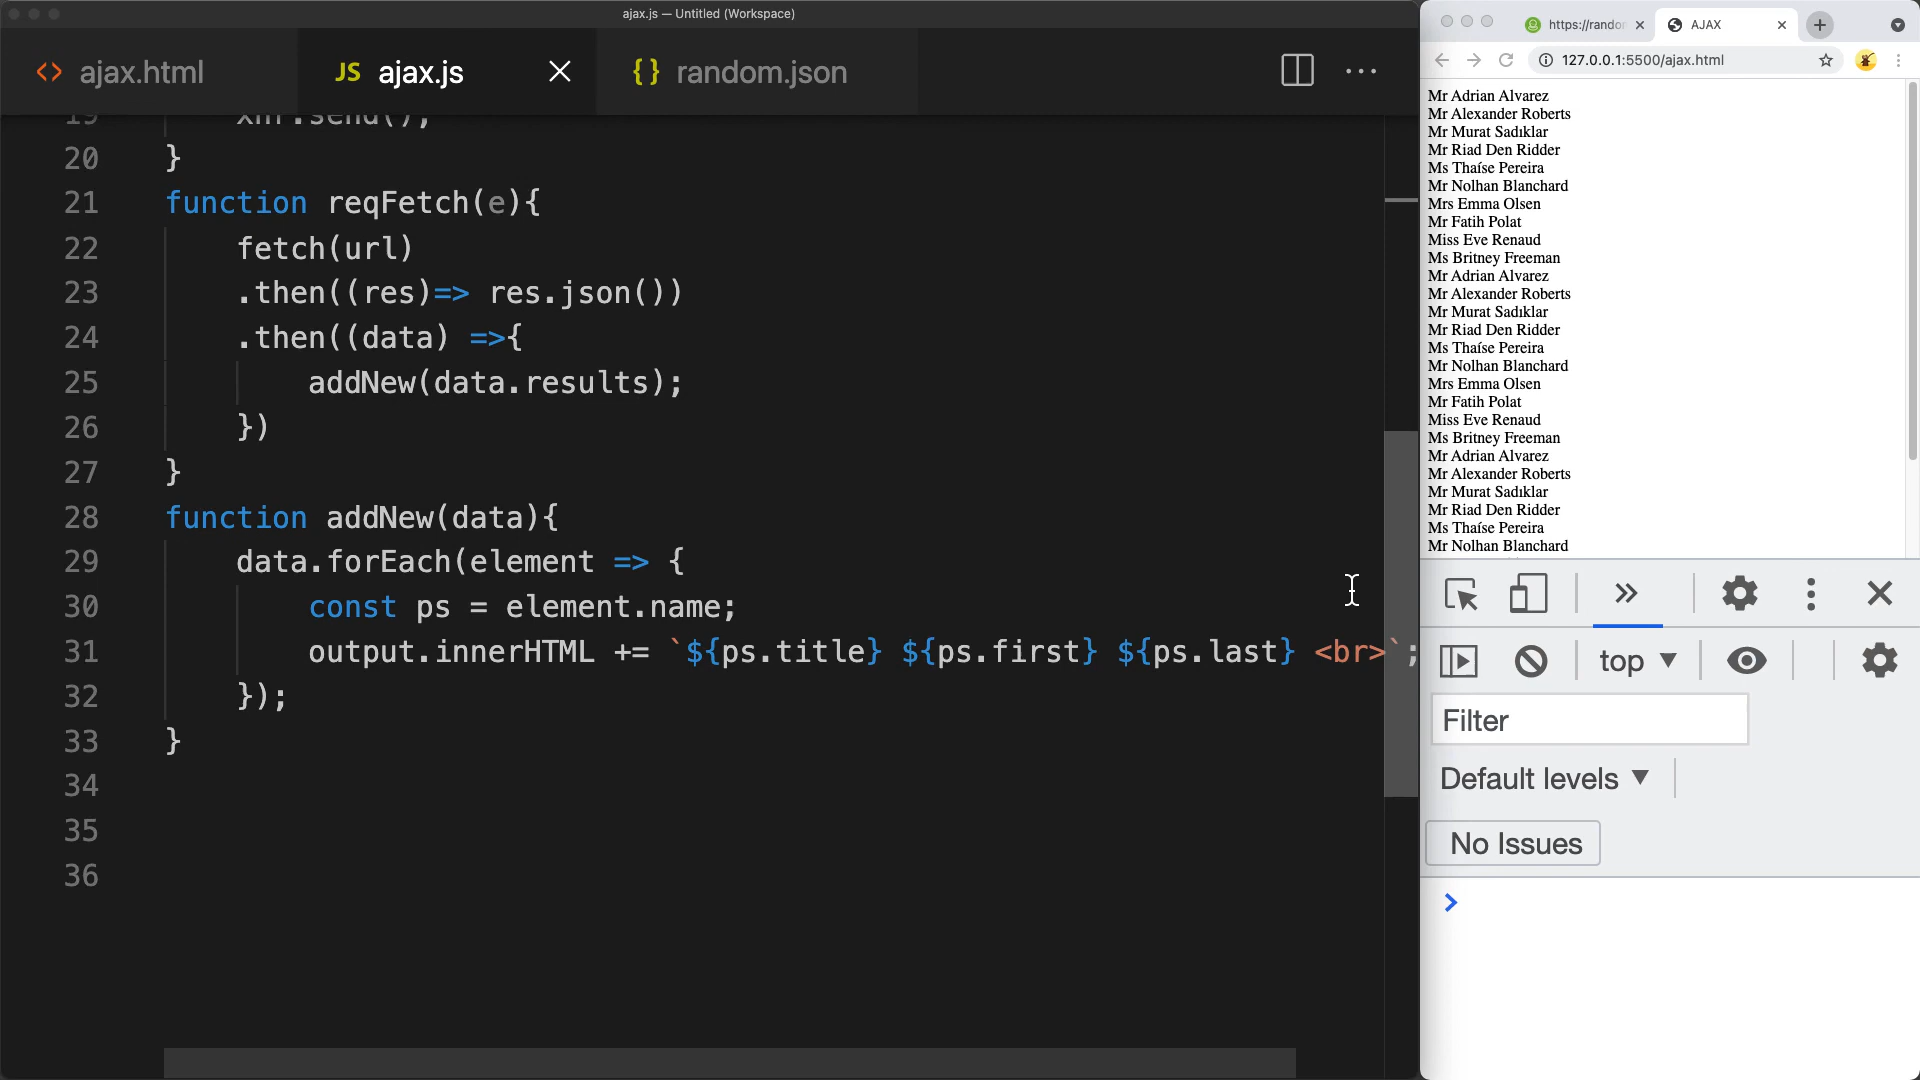 ajax.js — Untitled (Workspace)
<> ajax.html
JS ajax.js
{} random.json
19 xhr.send();
20 }
21 function reqFetch(e){
22 fetch(url)
23 .then((res)=> res.json())
24 .then((data) =>{
25 addNew(data.results);
26 })
27 }
28 function addNew(data){
29 data.forEach(element => {
30 const ps = element.name;
31 output.innerHTML += `${ps.title} ${ps.first} ${ps.last} <br>`;
32 });
33 }
34
35
36
https://randor
AJAX
127.0.0.1:5500/ajax.html
Mr Adrian Alvarez
Mr Alexander Roberts
Mr Murat Sadıklar
Mr Riad Den Ridder
Ms Thaíse Pereira
Mr Nolhan Blanchard
Mrs Emma Olsen
Mr Fatih Polat
Miss Eve Renaud
Ms Britney Freeman
Mr Adrian Alvarez
Mr Alexander Roberts
Mr Murat Sadıklar
Mr Riad Den Ridder
Ms Thaíse Pereira
Mr Nolhan Blanchard
Mrs Emma Olsen
Mr Fatih Polat
Miss Eve Renaud
Ms Britney Freeman
Mr Adrian Alvarez
Mr Alexander Roberts
Mr Murat Sadıklar
Mr Riad Den Ridder
Ms Thaíse Pereira
Mr Nolhan Blanchard
top
Filter
Default levels
No Issues